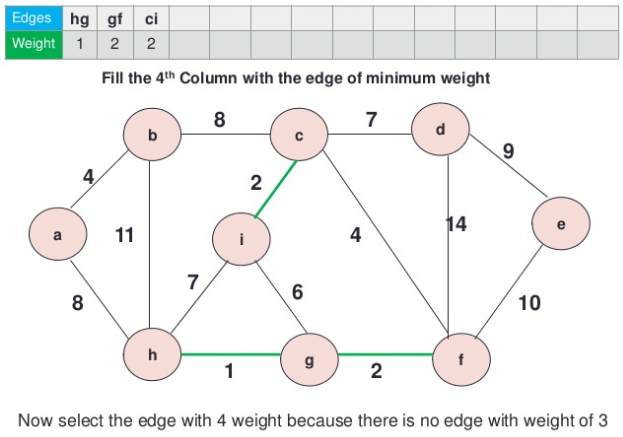 Edges hg gf ci
Weight 1 2 2
Fill the 4th Column with the edge of minimum weight
8 7
b c d
4 2 9
a 11 i 4 14 e
8 7 6 10
h g f
1 2
Now select the edge with 4 weight because there is no edge with weight of 3